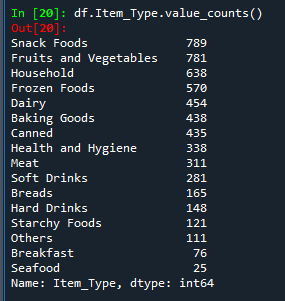 In [20]: df.Item_Type.value_counts()
Out[20]:
Snack Foods 789
Fruits and Vegetables 781
Household 638
Frozen Foods 570
Dairy 454
Baking Goods 438
Canned 435
Health and Hygiene 338
Meat 311
Soft Drinks 281
Breads 165
Hard Drinks 148
Starchy Foods 121
Others 111
Breakfast 76
Seafood 25
Name: Item_Type, dtype: int64